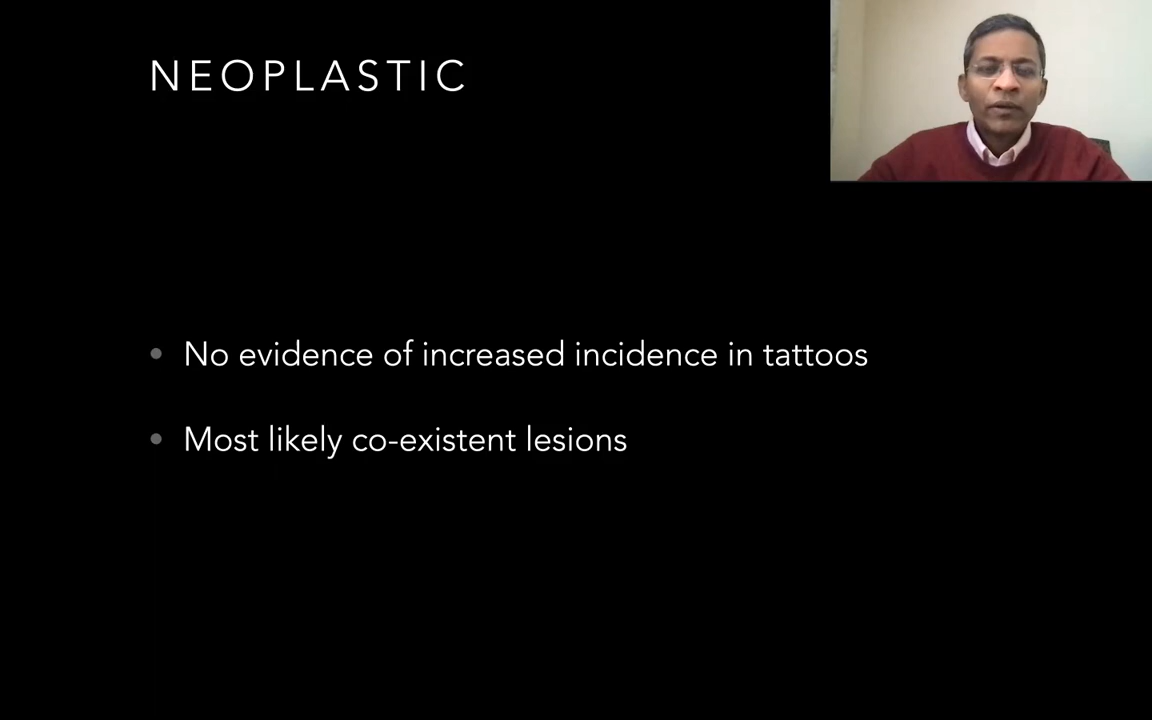 NEOPLASTIC
• No evidence of increased incidence in tattoos
• Most likely co-existent lesions